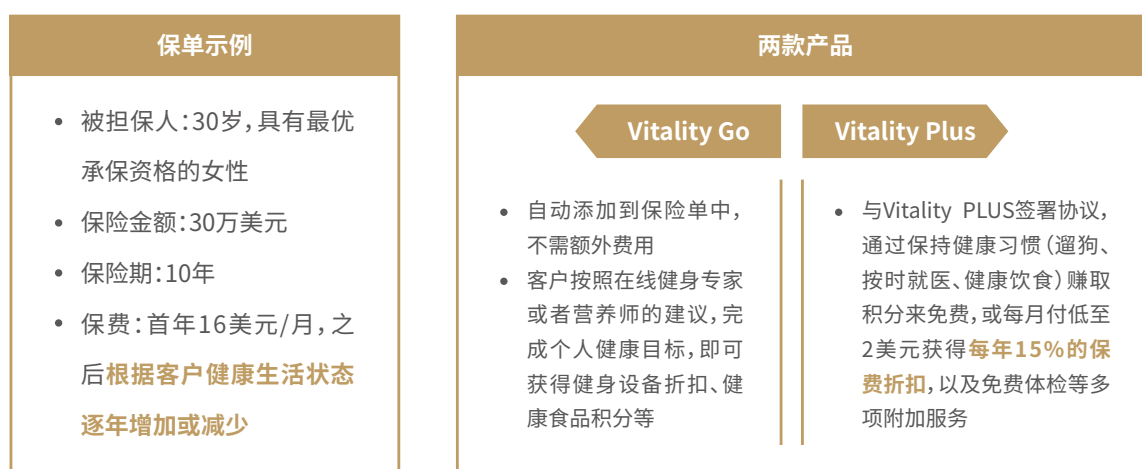 保单示例
• 被担保人：30岁，具有最优
承保资格的女性
• 保险金额：30万美元
• 保险期：10年
• 保费：首年16美元/月，之
后根据客户健康生活状态
逐年增加或减少
两款产品
Vitality Go
• 自动添加到保险单中，
不需额外费用
• 客户按照在线健身专家
或者营养师的建议，完
成个人健康目标，即可
获得健身设备折扣、健
康食品积分等
Vitality Plus
• 与Vitality PLUS签署协议，
通过保持健康习惯（遛狗、
按时就医、健康饮食）赚取
积分来免费，或每月付低至
2美元获得每年15%的保
费折扣，以及免费体检等多
项附加服务